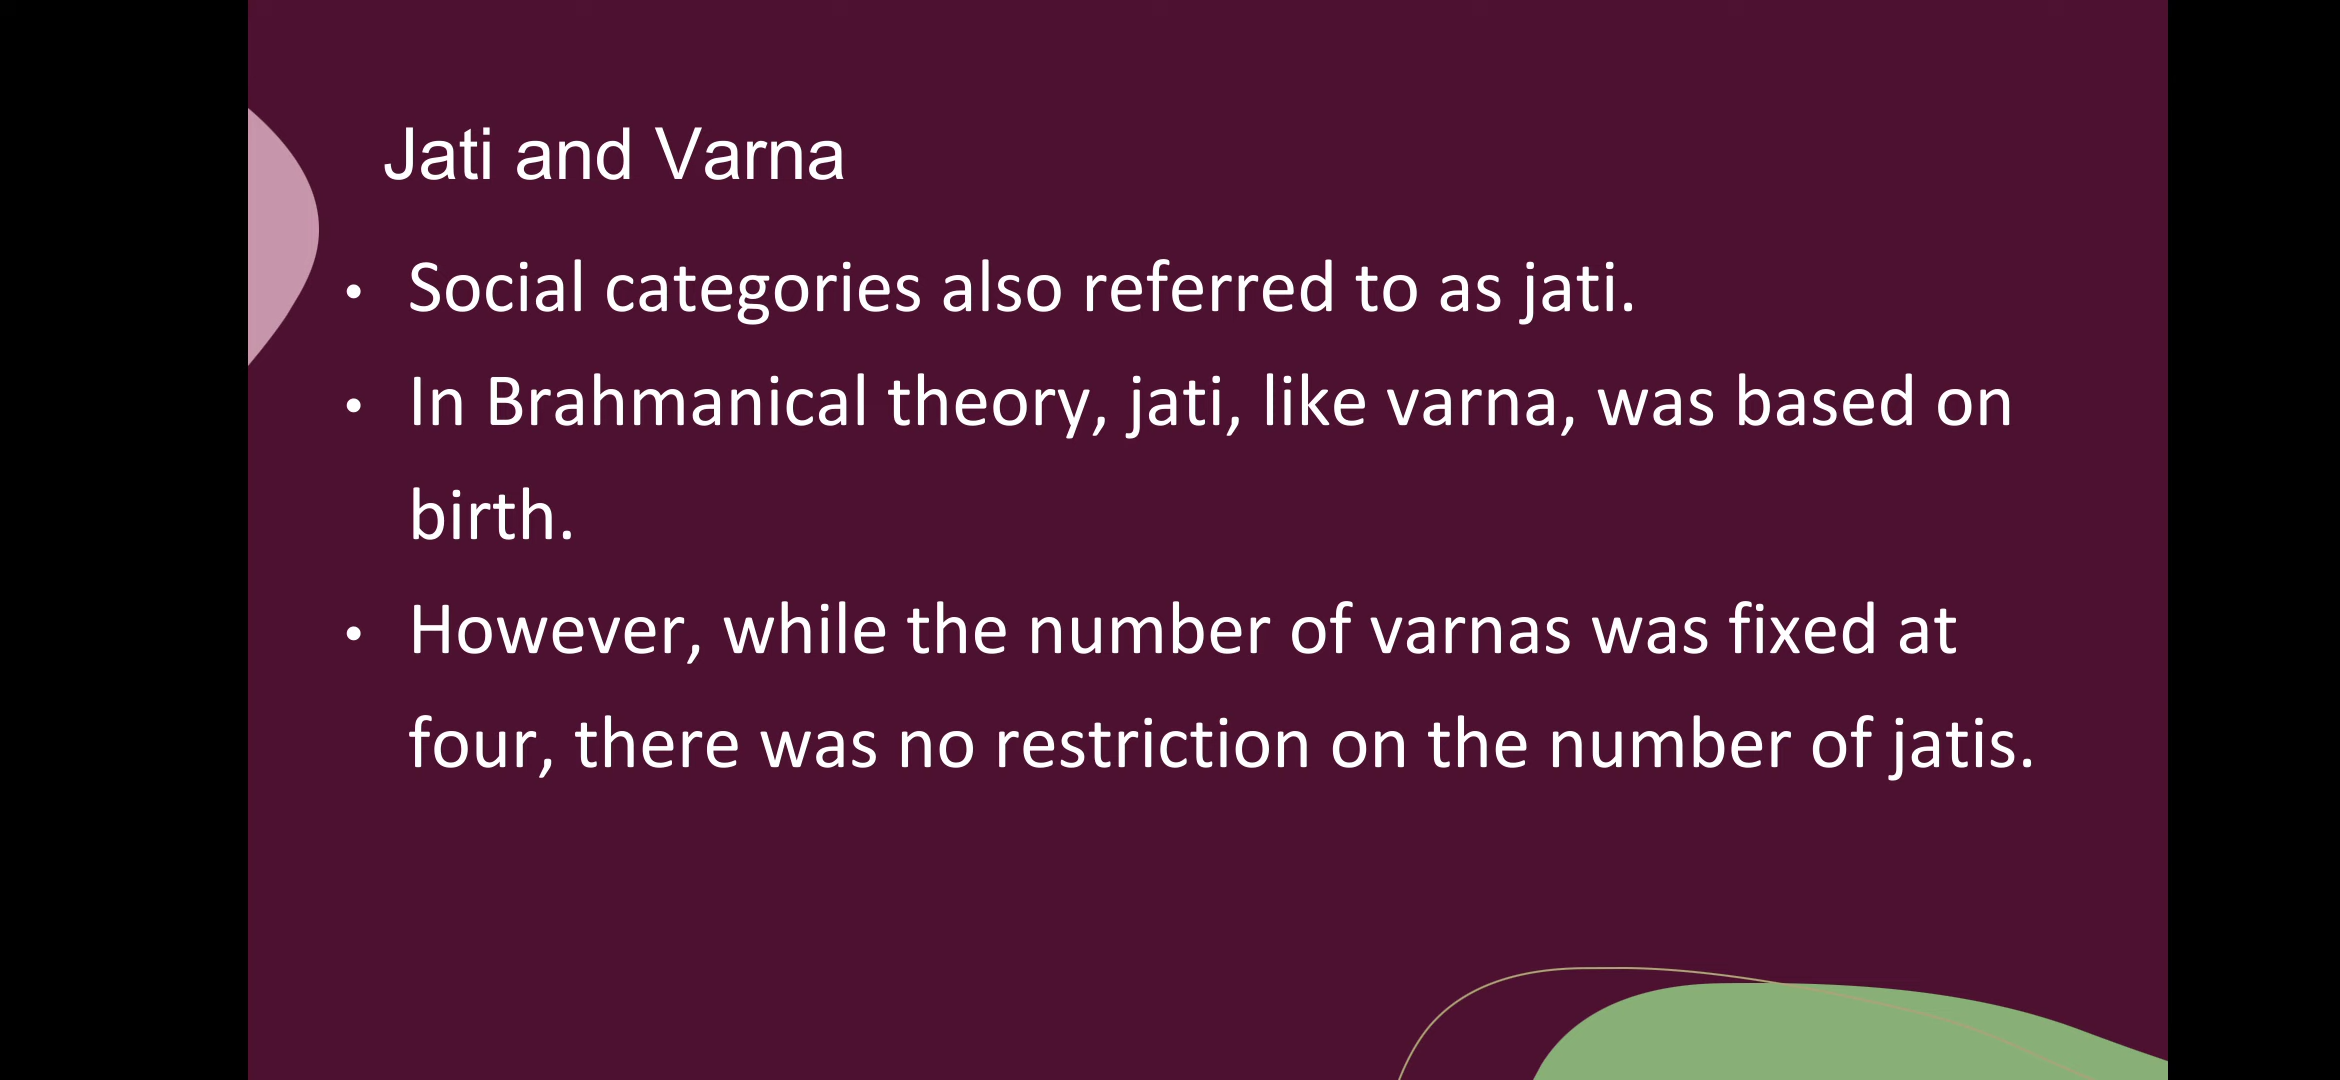 Jati and Varna
• Social categories also referred to as jati.
• In Brahmanical theory, jati, like varna, was based on
birth.
• However, while the number of varnas was fixed at
four, there was no restriction on the number of jatis.